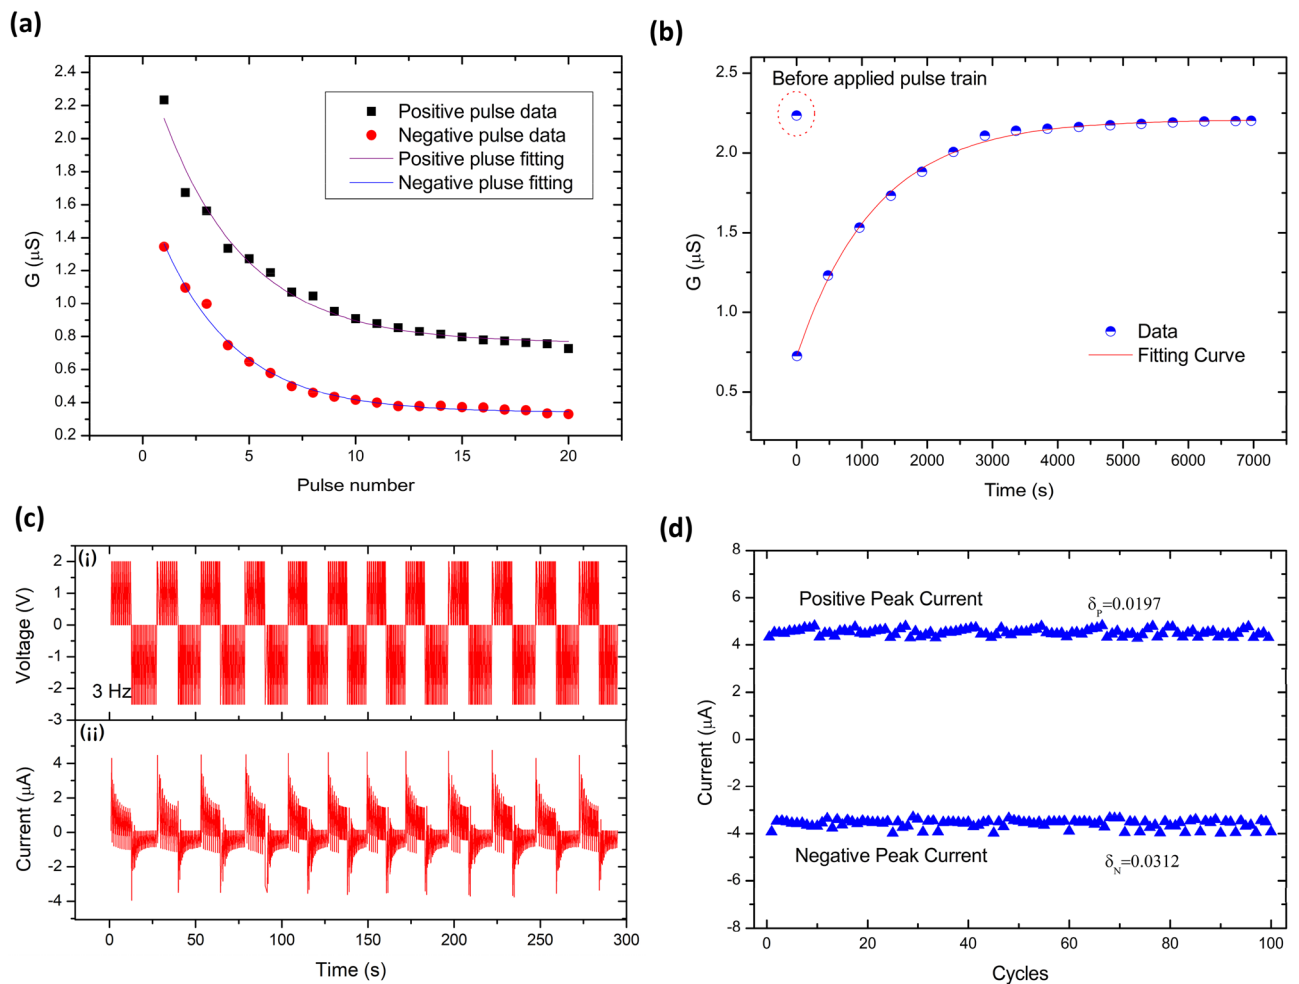 (a)
2.4
2.2
2.0
1.8
1.6
1.4
1.2
1.0
0.8
0.6
0.4
0.2
G (μS)
Positive pulse data
Negative pulse data
Positive pluse fitting
Negative pluse fitting
0 5 10 15 20
Pulse number
(b)
2.5
2.0
1.5
1.0
0.5
G (μS)
Before applied pulse train
Data
Fitting Curve
0 1000 2000 3000 4000 5000 6000 7000
Time (s)
(c)
(i)
2
1
0
-1
-2
-3
Voltage (V)
3 Hz
(ii)
4
2
0
-2
-4
Current (μA)
0 50 100 150 200 250 300
Time (s)
(d)
8
6
4
2
0
-2
-4
-6
-8
Current (μA)
Positive Peak Current
δP=0.0197
Negative Peak Current
δN=0.0312
0 20 40 60 80 100
Cycles